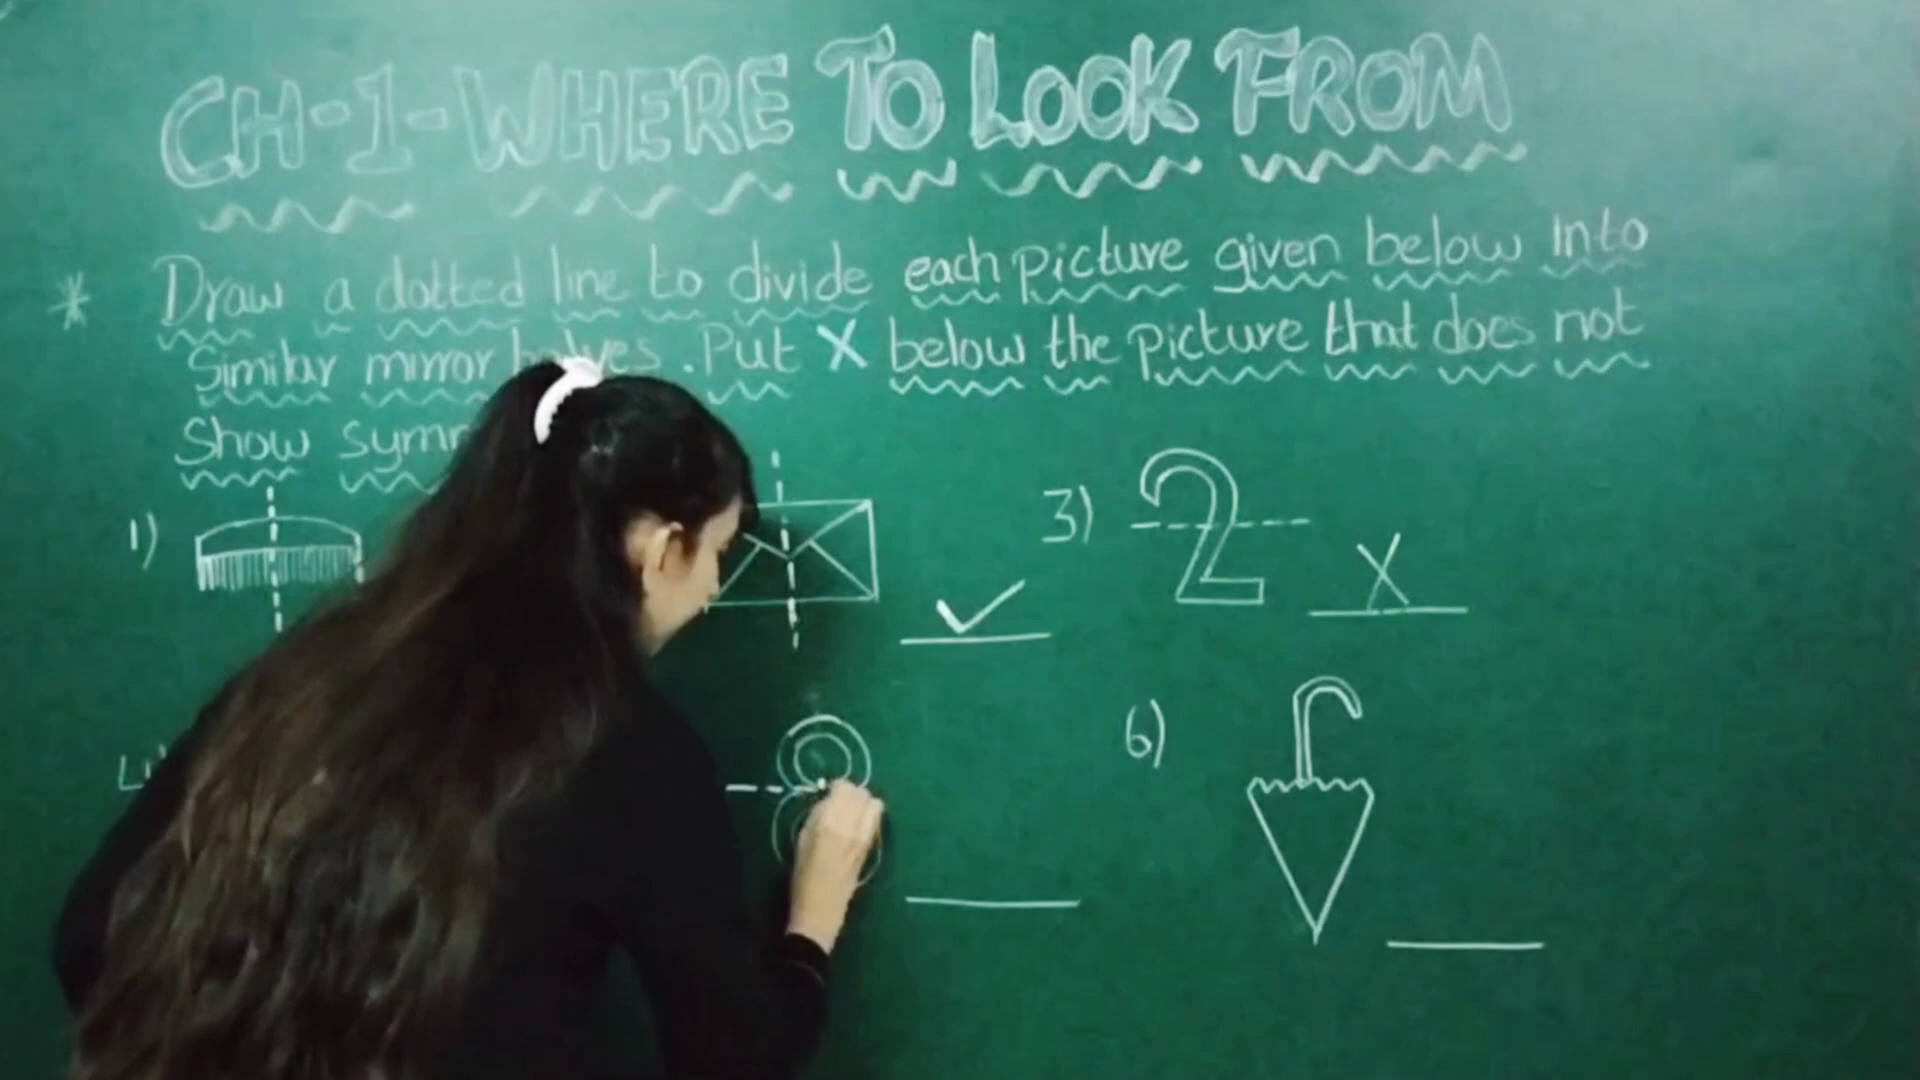 CH-1-WHERE TO LOOK FROM
* Draw a dotted line to divide each picture given below into
Similar mirror . Put X below the picture that does not
Show
1)
3)
2
X
6)